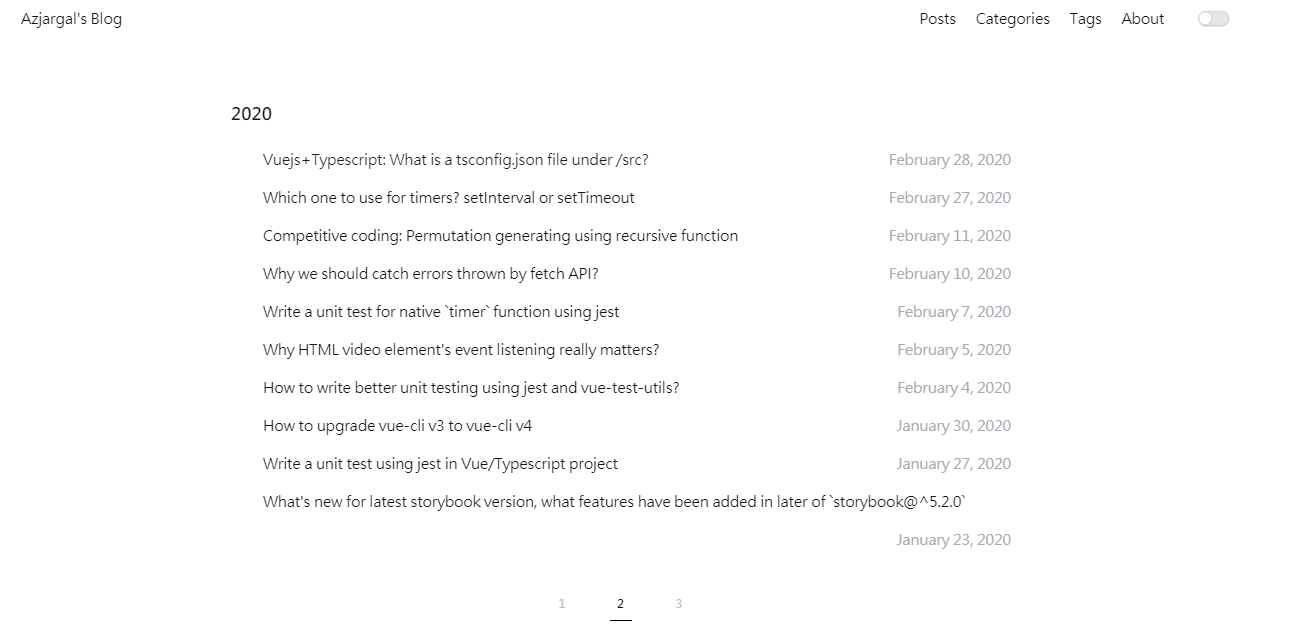 Azjargal's Blog Posts Categories Tags About
2020
Vuejs+Typescript: What is a tsconfig.json file under /src? February 28, 2020
Which one to use for timers? setInterval or setTimeout February 27, 2020
Competitive coding: Permutation generating using recursive function February 11, 2020
Why we should catch errors thrown by fetch API? February 10, 2020
Write a unit test for native `timer` function using jest February 7, 2020
Why HTML video element's event listening really matters? February 5, 2020
How to write better unit testing using jest and vue-test-utils? February 4, 2020
How to upgrade vue-cli v3 to vue-cli v4 January 30, 2020
Write a unit test using jest in Vue/Typescript project January 27, 2020
What's new for latest storybook version, what features have been added in later of `storybook@^5.2.0`
January 23, 2020
1 2 3